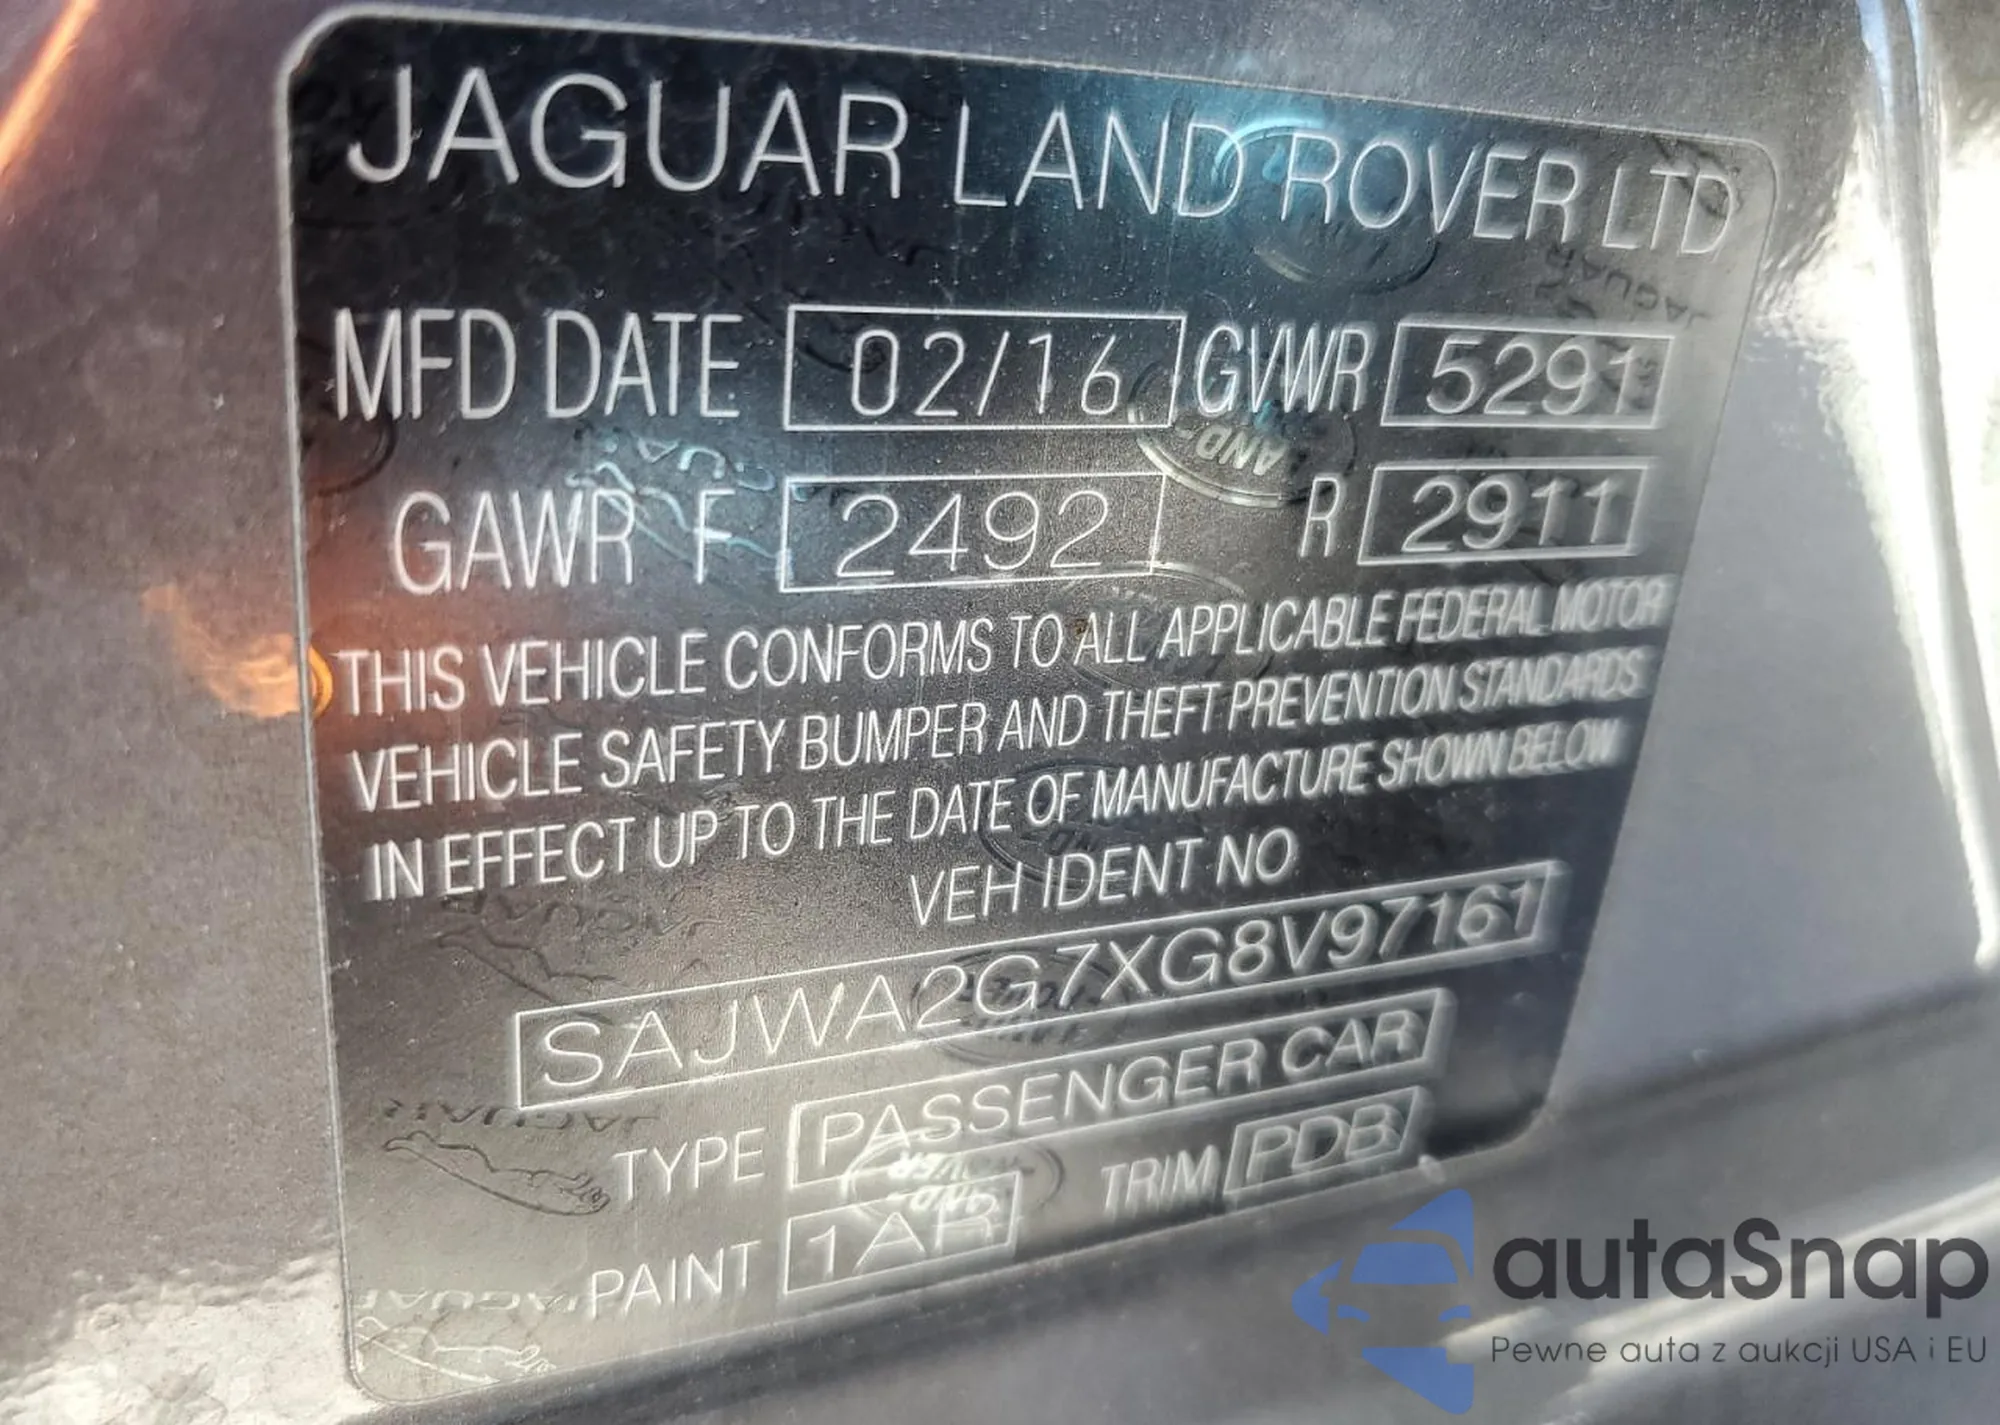 JAGUAR LAND ROVER LTD
MFD DATE 02/16 GVWR 5291
GAWR F 2492 R 2911
THIS VEHICLE CONFORMS TO ALL APPLICABLE FEDERAL MOTOR
VEHICLE SAFETY BUMPER AND THEFT PREVENTION STANDARDS
IN EFFECT UP TO THE DATE OF MANUFACTURE SHOWN BELOW
VEH IDENT NO
SAJWA2G7XG8V97161
TYPE PASSENGER CAR
PAINT 1AR TRIM PDB
autaSnap
Pewne auta z aukcji USA i EU